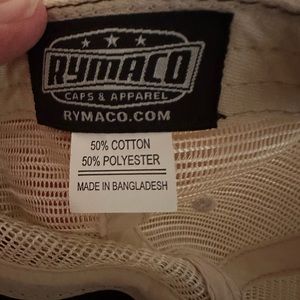 RYMACO
CAPS & APPAREL
RYMACO.COM
50% COTTON
50% POLYESTER
MADE IN BANGLADESH